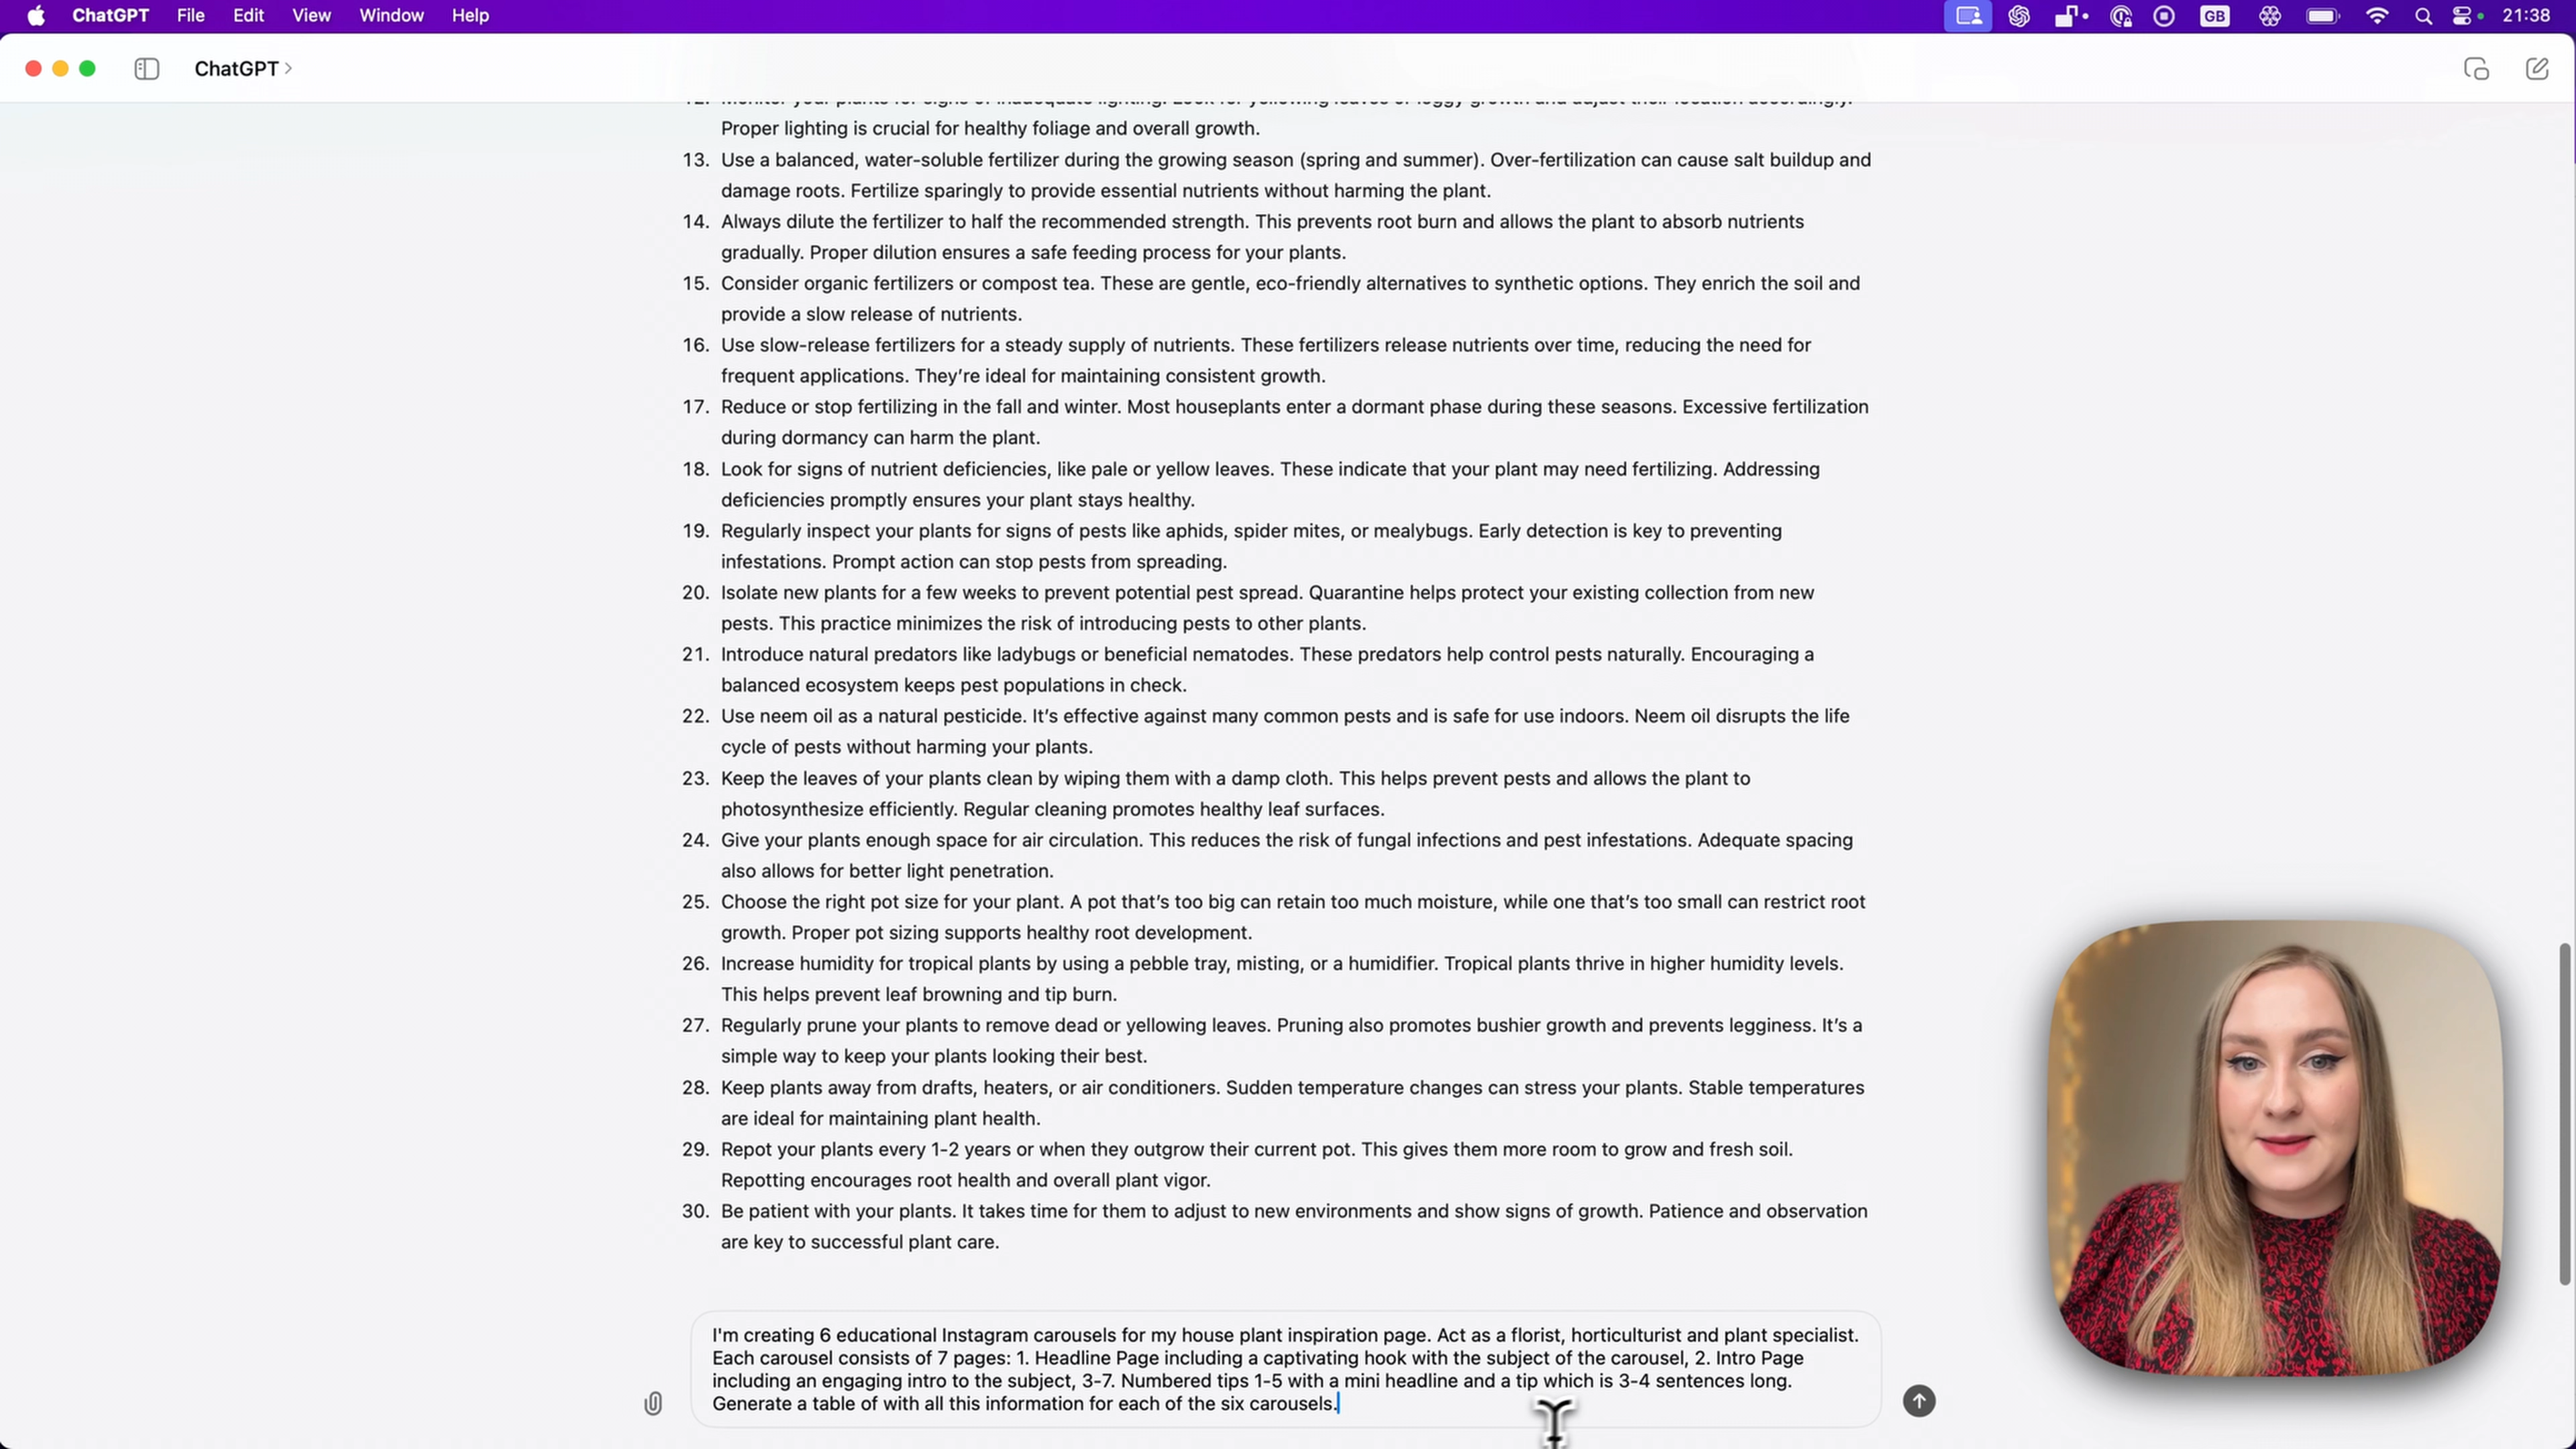 ChatGPT File Edit View Window Help GB 21:38
ChatGPT
12. Monitor your plants for signs of inadequate lighting. Look for yellowing leaves or leggy growth and adjust their location accordingly.
Proper lighting is crucial for healthy foliage and overall growth.
13. Use a balanced, water-soluble fertilizer during the growing season (spring and summer). Over-fertilization can cause salt buildup and
damage roots. Fertilize sparingly to provide essential nutrients without harming the plant.
14. Always dilute the fertilizer to half the recommended strength. This prevents root burn and allows the plant to absorb nutrients
gradually. Proper dilution ensures a safe feeding process for your plants.
15. Consider organic fertilizers or compost tea. These are gentle, eco-friendly alternatives to synthetic options. They enrich the soil and
provide a slow release of nutrients.
16. Use slow-release fertilizers for a steady supply of nutrients. These fertilizers release nutrients over time, reducing the need for
frequent applications. They’re ideal for maintaining consistent growth.
17. Reduce or stop fertilizing in the fall and winter. Most houseplants enter a dormant phase during these seasons. Excessive fertilization
during dormancy can harm the plant.
18. Look for signs of nutrient deficiencies, like pale or yellow leaves. These indicate that your plant may need fertilizing. Addressing
deficiencies promptly ensures your plant stays healthy.
19. Regularly inspect your plants for signs of pests like aphids, spider mites, or mealybugs. Early detection is key to preventing
infestations. Prompt action can stop pests from spreading.
20. Isolate new plants for a few weeks to prevent potential pest spread. Quarantine helps protect your existing collection from new
pests. This practice minimizes the risk of introducing pests to other plants.
21. Introduce natural predators like ladybugs or beneficial nematodes. These predators help control pests naturally. Encouraging a
balanced ecosystem keeps pest populations in check.
22. Use neem oil as a natural pesticide. It’s effective against many common pests and is safe for use indoors. Neem oil disrupts the life
cycle of pests without harming your plants.
23. Keep the leaves of your plants clean by wiping them with a damp cloth. This helps prevent pests and allows the plant to
photosynthesize efficiently. Regular cleaning promotes healthy leaf surfaces.
24. Give your plants enough space for air circulation. This reduces the risk of fungal infections and pest infestations. Adequate spacing
also allows for better light penetration.
25. Choose the right pot size for your plant. A pot that’s too big can retain too much moisture, while one that’s too small can restrict root
growth. Proper pot sizing supports healthy root development.
26. Increase humidity for tropical plants by using a pebble tray, misting, or a humidifier. Tropical plants thrive in higher humidity levels.
This helps prevent leaf browning and tip burn.
27. Regularly prune your plants to remove dead or yellowing leaves. Pruning also promotes bushier growth and prevents legginess. It’s a
simple way to keep your plants looking their best.
28. Keep plants away from drafts, heaters, or air conditioners. Sudden temperature changes can stress your plants. Stable temperatures
are ideal for maintaining plant health.
29. Repot your plants every 1-2 years or when they outgrow their current pot. This gives them more room to grow and fresh soil.
Repotting encourages root health and overall plant vigor.
30. Be patient with your plants. It takes time for them to adjust to new environments and show signs of growth. Patience and observation
are key to successful plant care.
I'm creating 6 educational Instagram carousels for my house plant inspiration page. Act as a florist, horticulturist and plant specialist.
Each carousel consists of 7 pages: 1. Headline Page including a captivating hook with the subject of the carousel, 2. Intro Page
including an engaging intro to the subject, 3-7. Numbered tips 1-5 with a mini headline and a tip which is 3-4 sentences long.
Generate a table of with all this information for each of the six carousels.